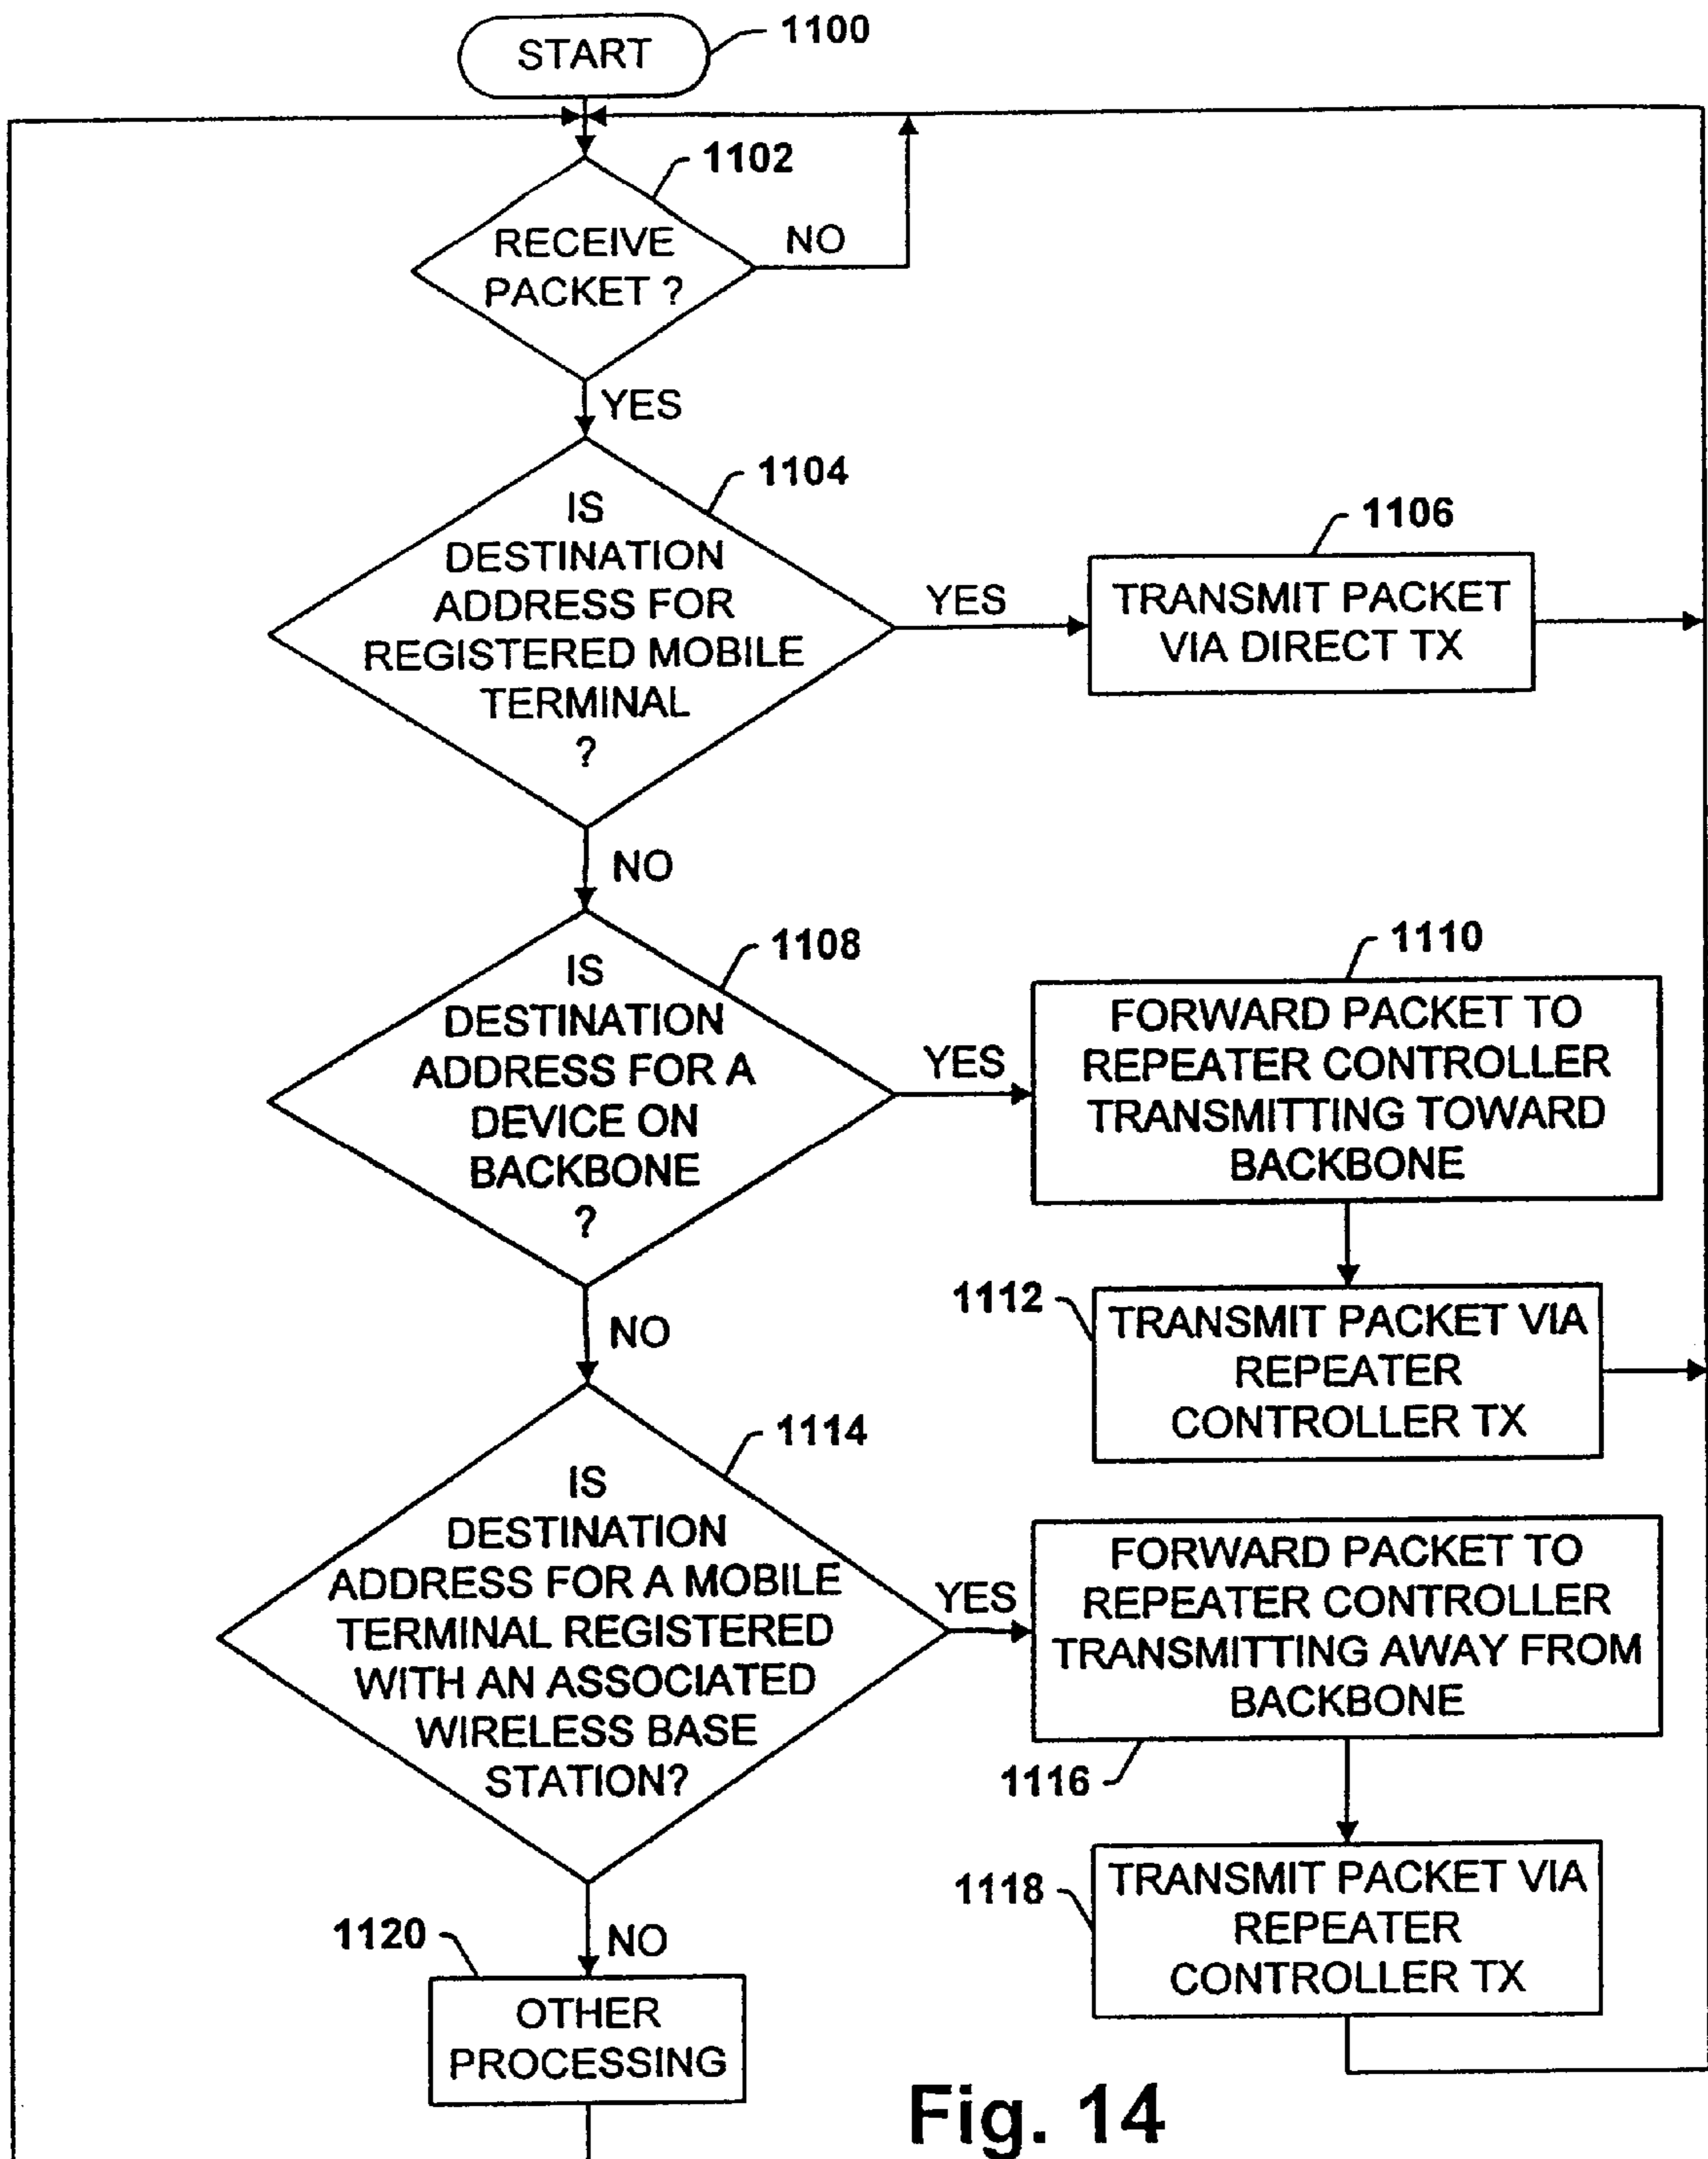 START
1100
1102
RECEIVE
PACKET ?
NO
YES
1104
IS
DESTINATION
ADDRESS FOR
REGISTERED MOBILE
TERMINAL
?
YES
1106
TRANSMIT PACKET
VIA DIRECT TX
NO
1108
IS
DESTINATION
ADDRESS FOR A
DEVICE ON
BACKBONE
?
YES
1110
FORWARD PACKET TO
REPEATER CONTROLLER
TRANSMITTING TOWARD
BACKBONE
1112
TRANSMIT PACKET VIA
REPEATER
CONTROLLER TX
NO
1114
IS
DESTINATION
ADDRESS FOR A MOBILE
TERMINAL REGISTERED
WITH AN ASSOCIATED
WIRELESS BASE
STATION?
YES
FORWARD PACKET TO
REPEATER CONTROLLER
TRANSMITTING AWAY FROM
BACKBONE
1116
1118
TRANSMIT PACKET VIA
REPEATER
CONTROLLER TX
NO
1120
OTHER
PROCESSING
Fig. 14